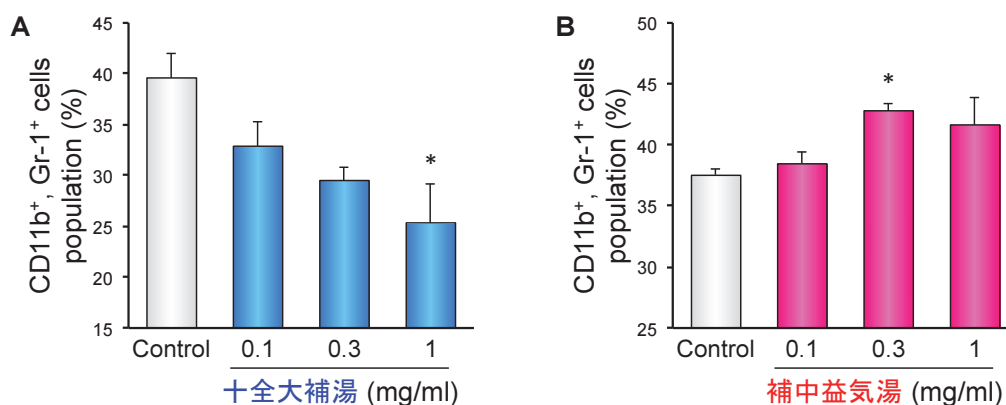 A
CD11b⁺, Gr-1⁺ cells
population (%)
45
40
35
30
25
20
15
*
Control 0.1 0.3 1
十全大補湯 (mg/ml)
B
CD11b⁺, Gr-1⁺ cells
population (%)
50
45
40
35
30
25
*
Control 0.1 0.3 1
補中益気湯 (mg/ml)